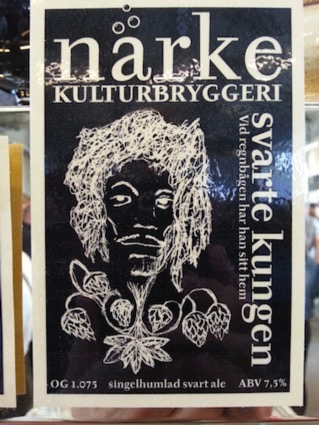 närke
KULTURBRYGGERI
svarte kungen
Vid regnbågen har han sitt hem
OG 1.075 singelhumlad svart ale ABV 7,5%